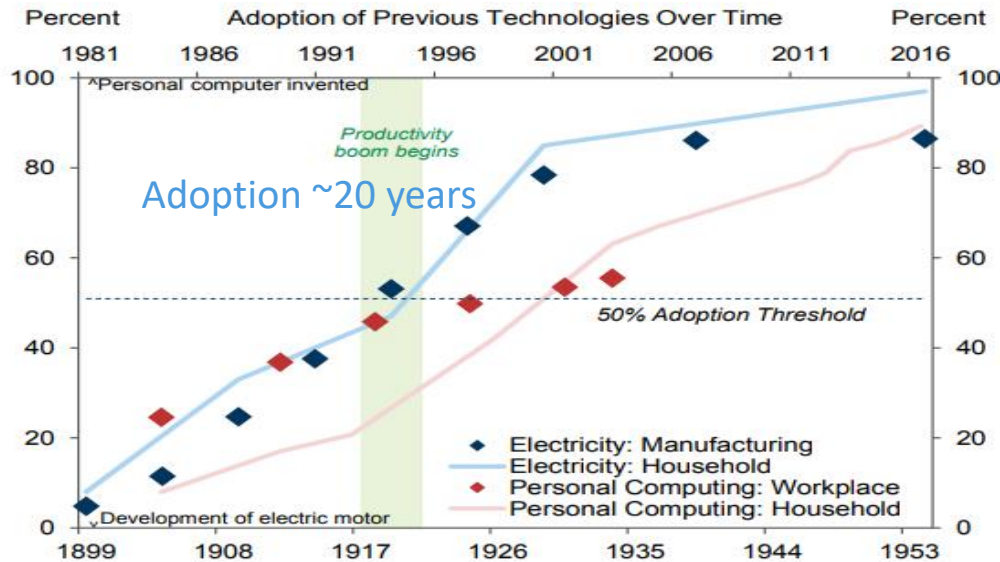 Percent Adoption of Previous Technologies Over Time Percent
1981 1986 1991 1996 2001 2006 2011 2016
100 100
^Personal computer invented
Productivity
boom begins
80 80
Adoption ~20 years
60 60
50% Adoption Threshold
40 40
20 20
Electricity: Manufacturing
Electricity: Household
Personal Computing: Workplace
Personal Computing: Household
˅Development of electric motor
0 0
1899 1908 1917 1926 1935 1944 1953